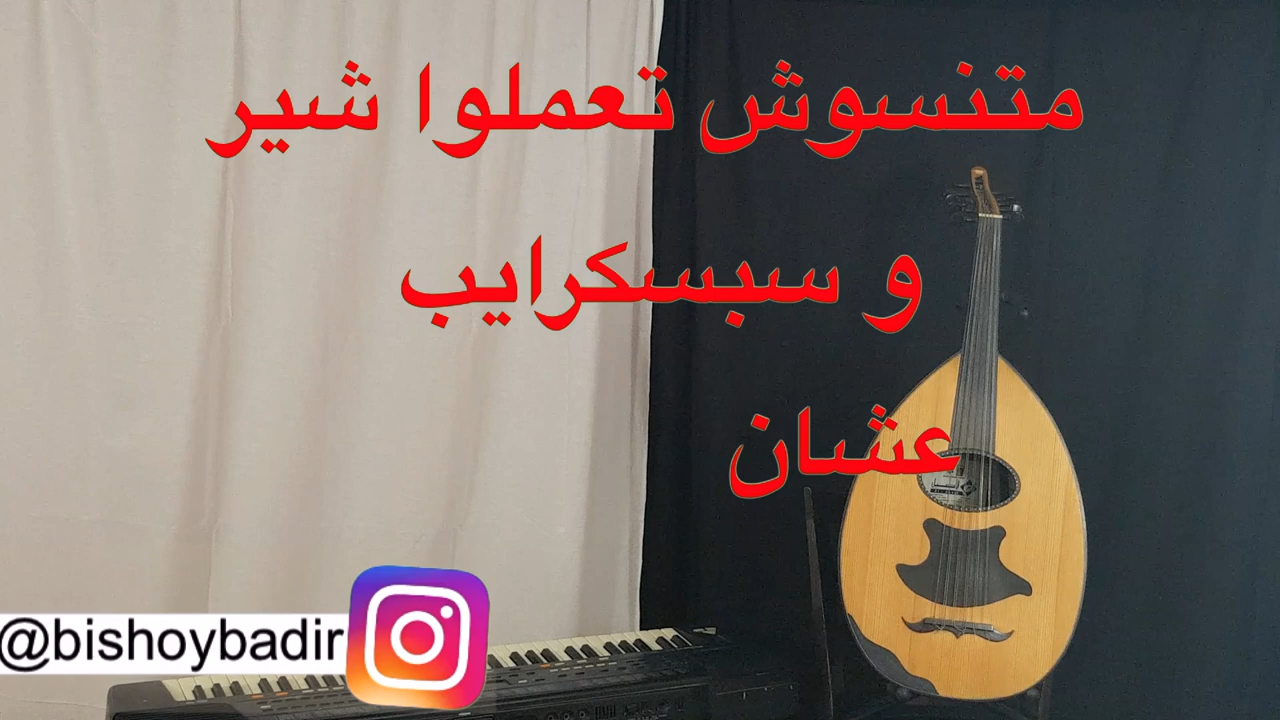 متنسوش تعملوا شير
و سبسكرايب
عشان
@bishoybadir